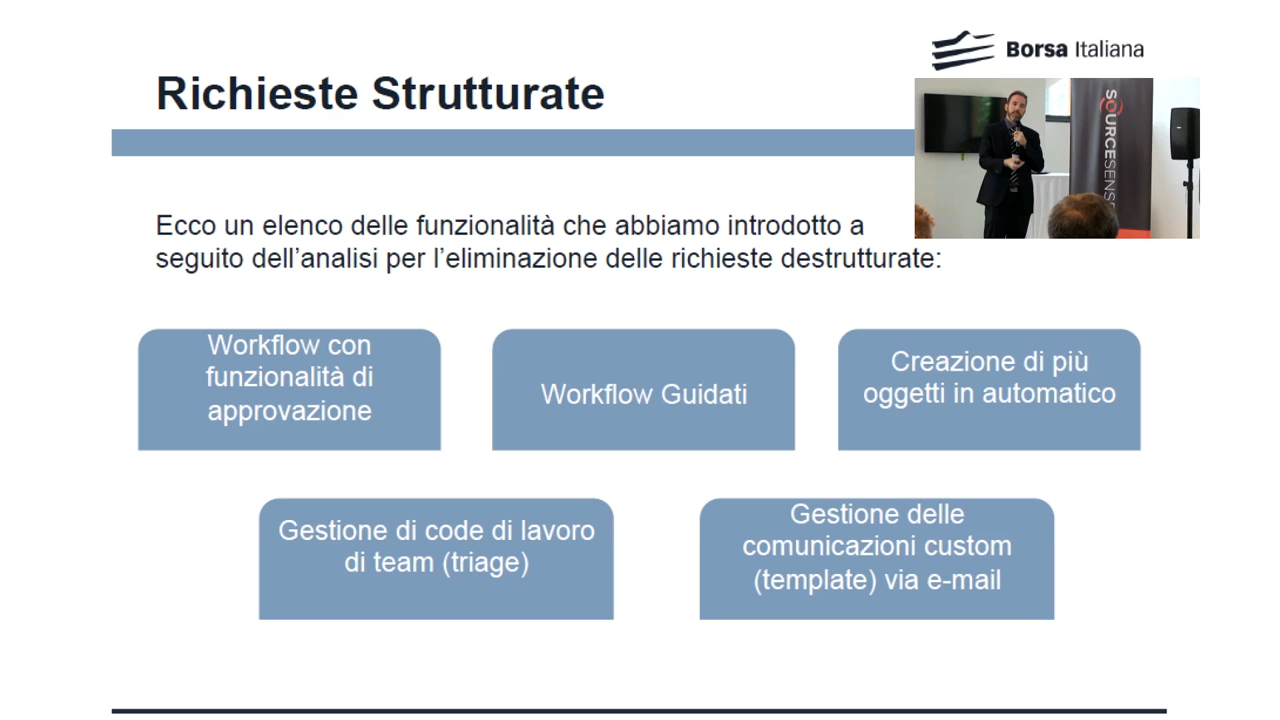 Borsa Italiana
Richieste Strutturate
SOURCESENSE
Ecco un elenco delle funzionalità che abbiamo introdotto a
seguito dell’analisi per l’eliminazione delle richieste destrutturate:
Workflow con
funzionalità di
approvazione
Workflow Guidati
Creazione di più
oggetti in automatico
Gestione di code di lavoro
di team (triage)
Gestione delle
comunicazioni custom
(template) via e-mail